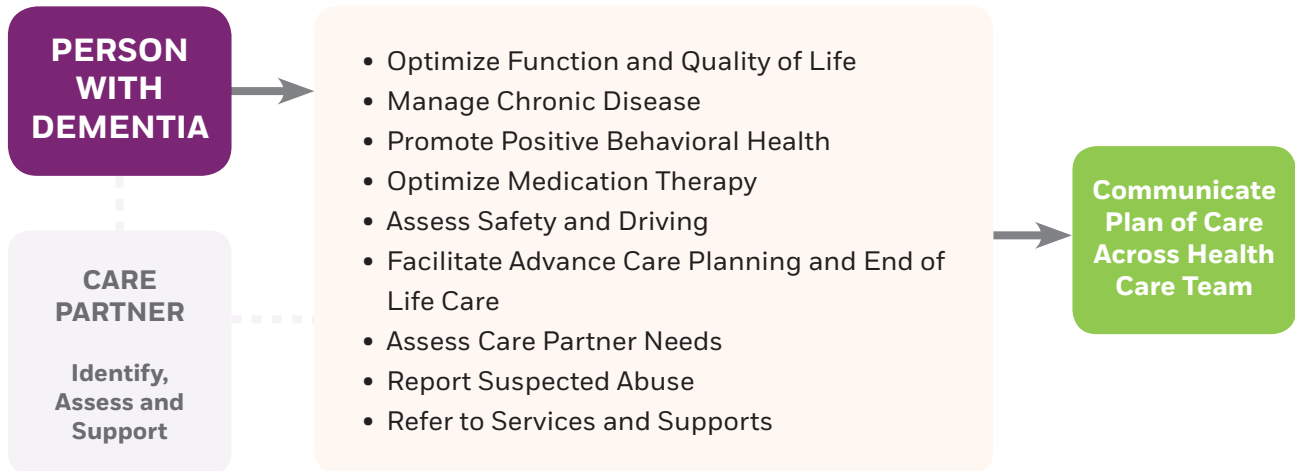 PERSON
WITH
DEMENTIA
CARE
PARTNER
Identify,
Assess and
Support
• Optimize Function and Quality of Life
• Manage Chronic Disease
• Promote Positive Behavioral Health
• Optimize Medication Therapy
• Assess Safety and Driving
• Facilitate Advance Care Planning and End of
Life Care
• Assess Care Partner Needs
• Report Suspected Abuse
• Refer to Services and Supports
Communicate
Plan of Care
Across Health
Care Team